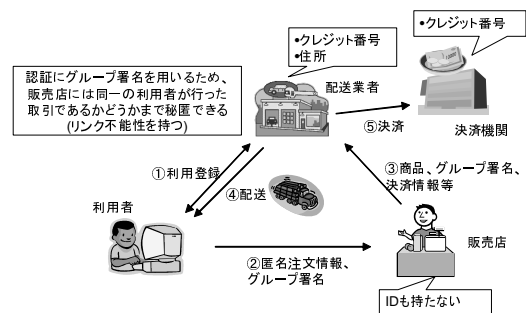 •クレジット番号
•クレジット番号
•住所
認証にグループ署名を用いるため、
販売店には同一の利用者が行った
取引であるかどうかまで秘匿できる
(リンク不能性を持つ)
配送業者
⑤決済
決済機関
①利用登録
④配送
③商品、グループ署名、
決済情報等
利用者
販売店
②匿名注文情報、
グループ署名
IDも持たない